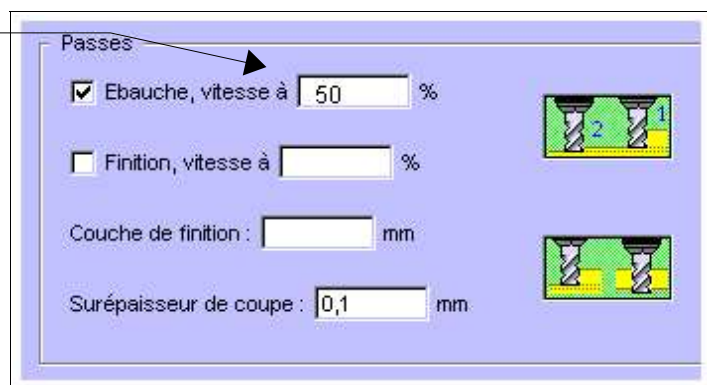 Passes
Ebauche, vitesse à 50 %
Finition, vitesse à %
Couche de finition : mm
Surépaisseur de coupe : 0,1 mm
2 1